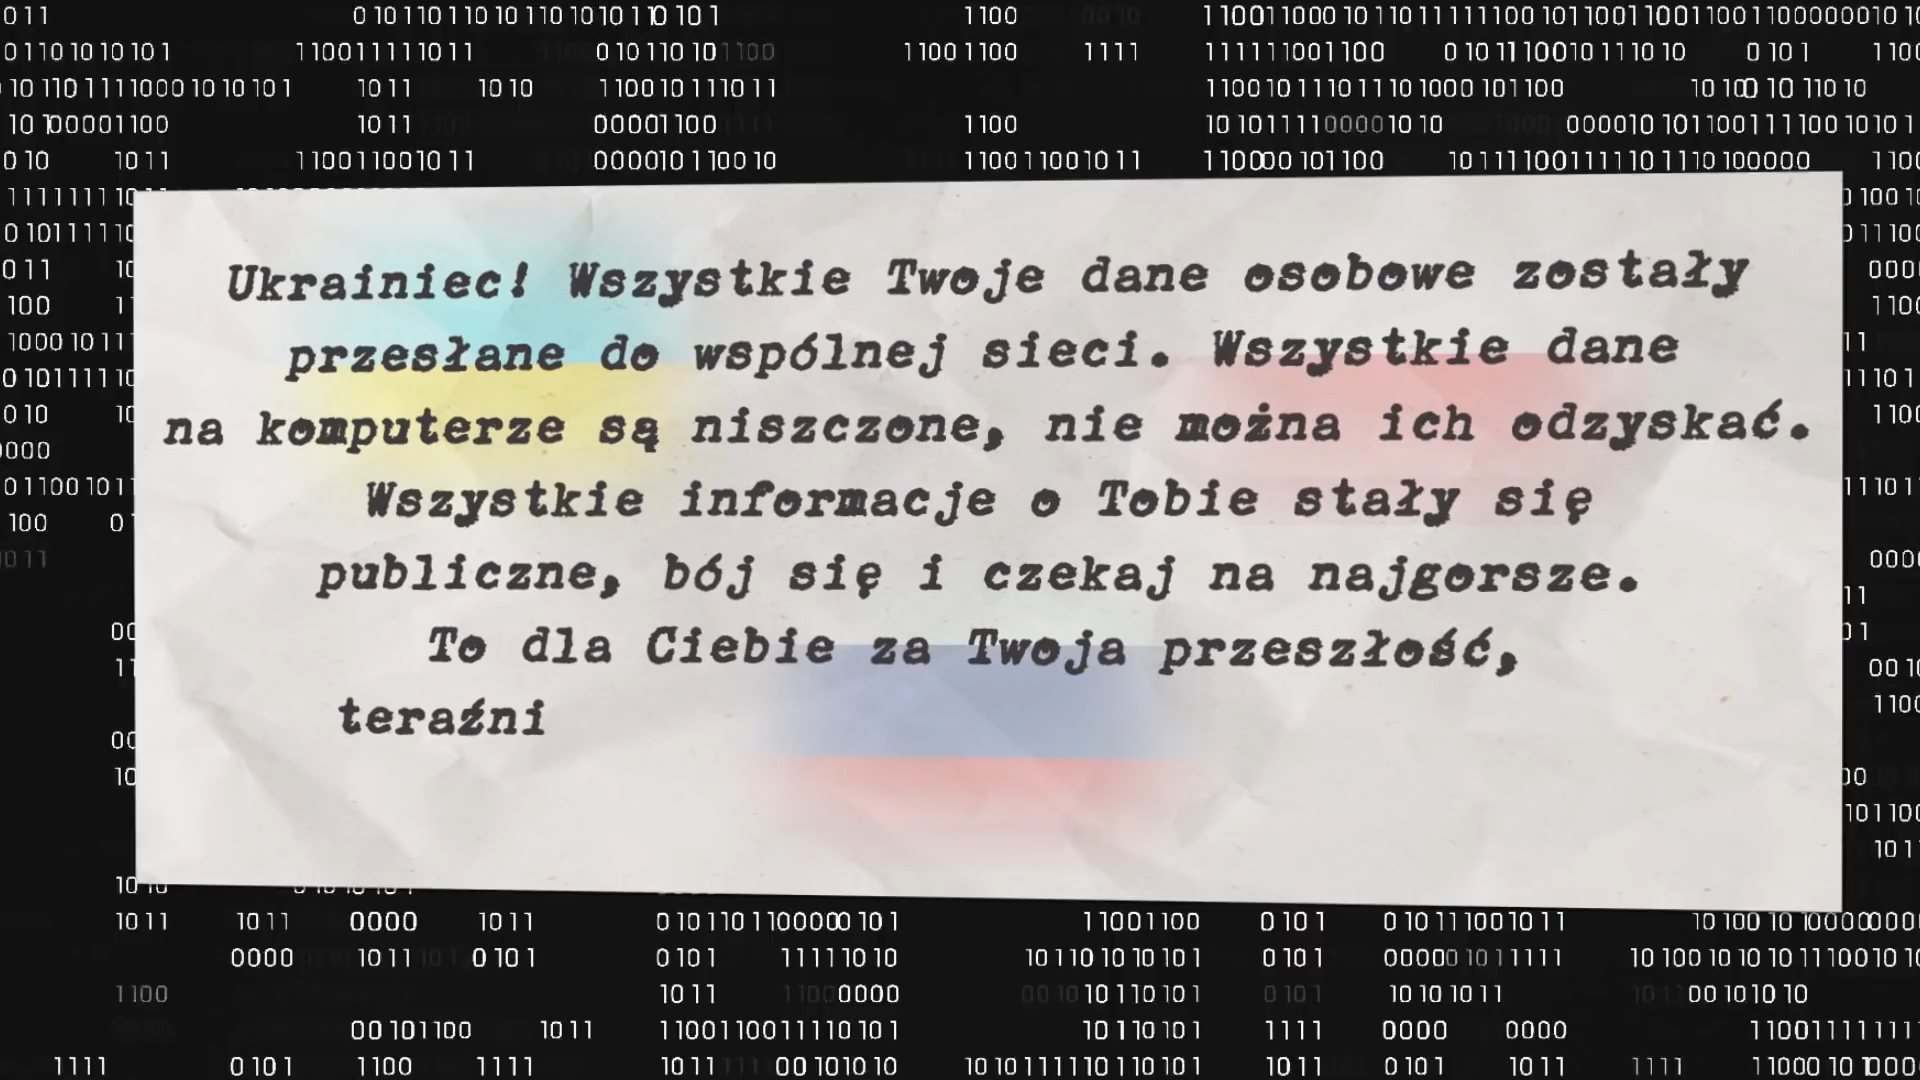 Ukrainiec! Wszystkie Twoje dane osobowe zostały
przesłane do wspólnej sieci. Wszystkie dane
na komputerze są niszczone, nie można ich odzyskać.
Wszystkie informacje o Tobie stały się
publiczne, bój się i czekaj na najgorsze.
To dla Ciebie za Twoja przeszłość,
teraźni